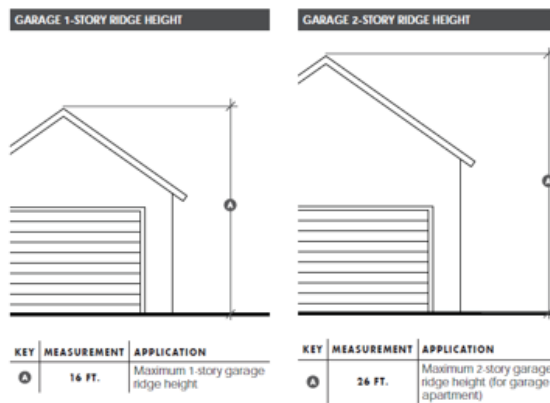 GARAGE 1-STORY RIDGE HEIGHT
A
KEY MEASUREMENT APPLICATION
A 16 FT. Maximum 1-story garage
ridge height
GARAGE 2-STORY RIDGE HEIGHT
A
KEY MEASUREMENT APPLICATION
A 26 FT. Maximum 2-story garage
ridge height (for garage
apartment)